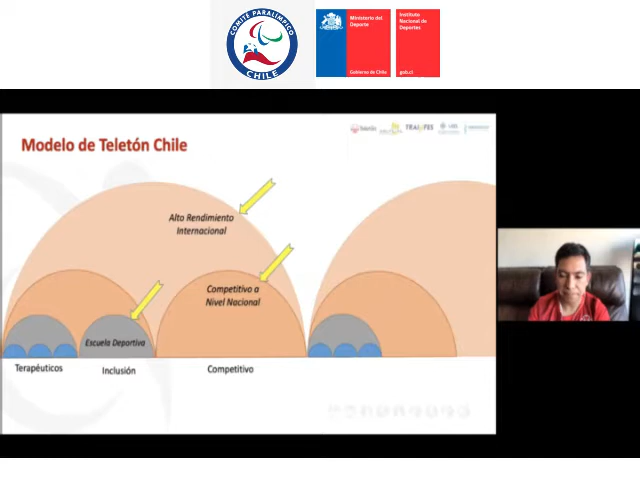 COMITÉ PARALÍMPICO
CHILE
Ministerio del
Deporte
Gobierno de Chile
Instituto
Nacional de
Deportes
gob.cl
Modelo de Teletón Chile
Alto Rendimiento
Internacional
Competitivo a
Nivel Nacional
Escuela Deportiva
Terapéuticos
Inclusión
Competitivo